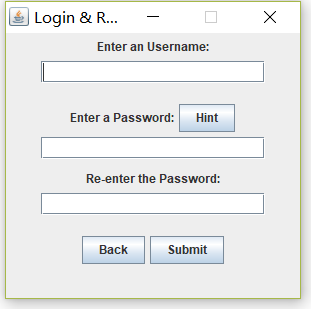 Login & R...
Enter an Username:
Enter a Password: Hint
Re-enter the Password:
Back Submit